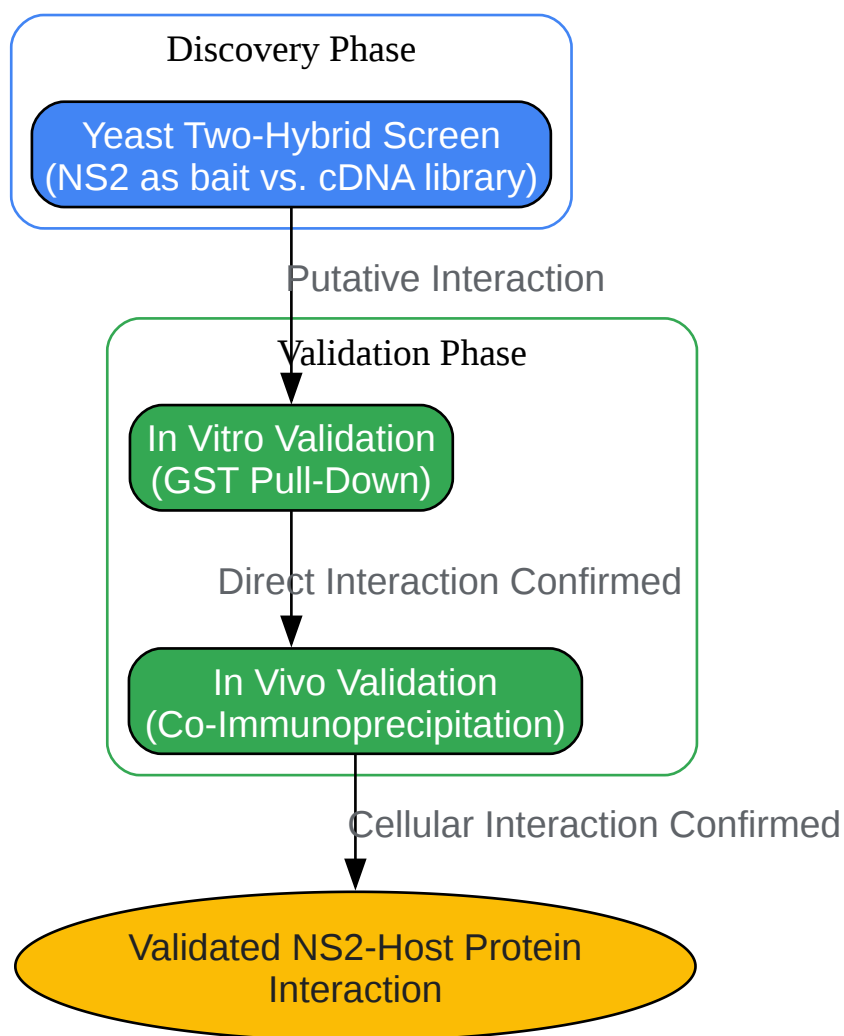 Discovery Phase
Yeast Two-Hybrid Screen
(NS2 as bait vs. cDNA library)
Putative Interaction
Validation Phase
In Vitro Validation
(GST Pull-Down)
Direct Interaction Confirmed
In Vivo Validation
(Co-Immunoprecipitation)
Cellular Interaction Confirmed
Validated NS2-Host Protein
Interaction